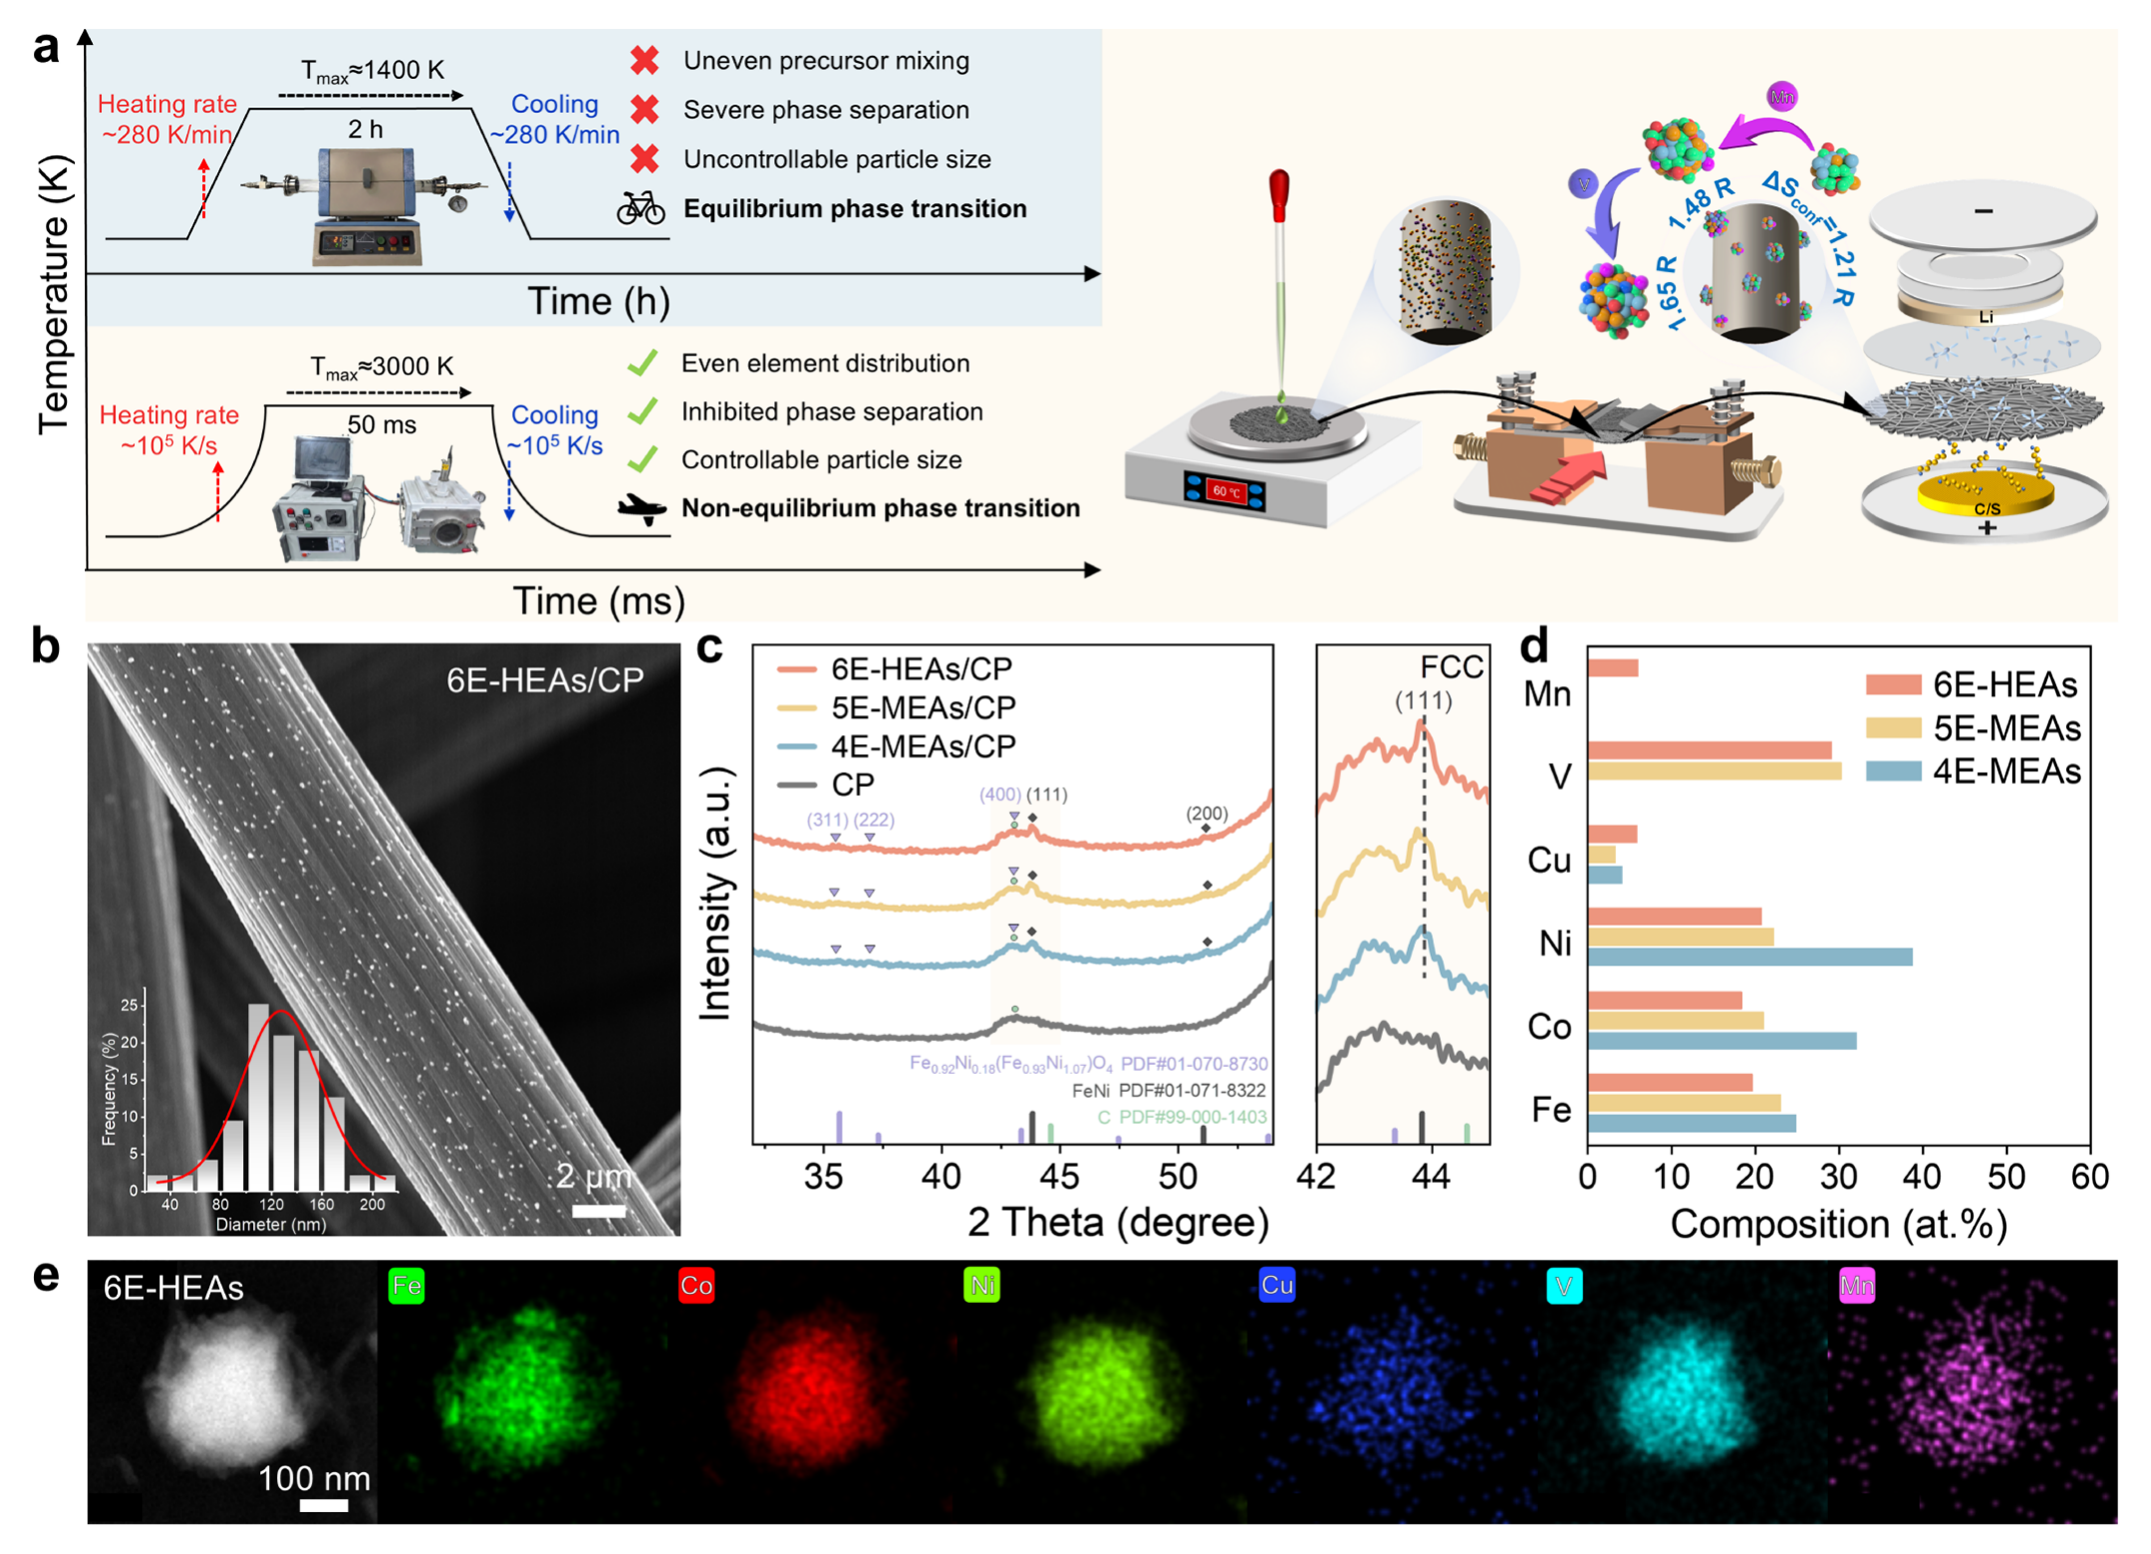 a
Temperature (K)
Tmax≈1400 K
Heating rate
~280 K/min
2 h
Cooling
~280 K/min
Uneven precursor mixing
Severe phase separation
Uncontrollable particle size
Equilibrium phase transition
Time (h)
Tmax≈3000 K
Heating rate
~10⁵ K/s
50 ms
Cooling
~10⁵ K/s
Even element distribution
Inhibited phase separation
Controllable particle size
Non-equilibrium phase transition
Time (ms)
60 ℃
Mn
V
ΔSconf=1.21 R
1.48 R
1.65 R
−
Li
C/S
+
b
6E-HEAs/CP
2 μm
Frequency (%)
25
20
15
10
5
0
40 80 120 160 200
Diameter (nm)
c
Intensity (a.u.)
6E-HEAs/CP
5E-MEAs/CP
4E-MEAs/CP
CP
(311) (222) (400) (111) (200)
Fe0.92Ni0.18(Fe0.93Ni1.07)O4 PDF#01-070-8730
FeNi PDF#01-071-8322
C PDF#99-000-1403
35 40 45 50
FCC
(111)
42 44
2 Theta (degree)
d
6E-HEAs
5E-MEAs
4E-MEAs
Mn
V
Cu
Ni
Co
Fe
0 10 20 30 40 50 60
Composition (at.%)
e
6E-HEAs
100 nm
Fe
Co
Ni
Cu
V
Mn